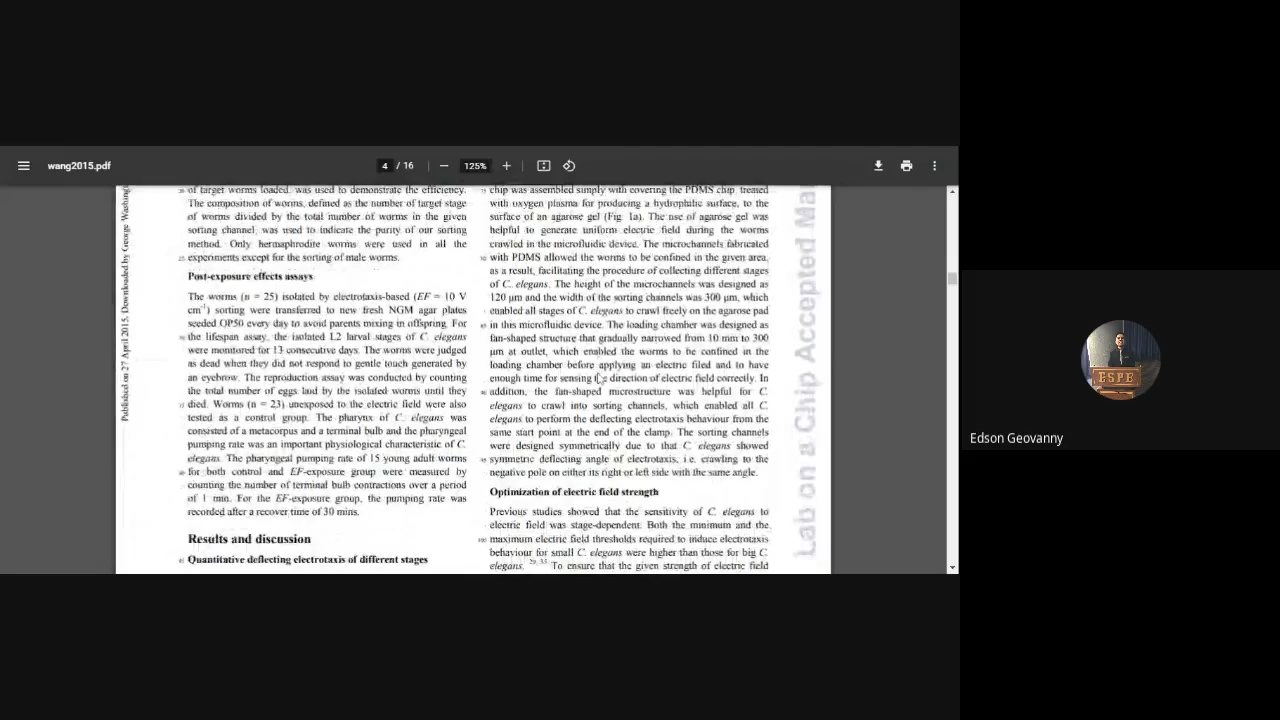 wang2015.pdf
4 / 16
125%
Published on 27 April 2015. Downloaded by George Washing
of target worms loaded, was used to demonstrate the efficiency.
The composition of worms, defined as the number of target stage
of worms divided by the total number of worms in the given
sorting channel, was used to indicate the purity of our sorting
method. Only hermaphrodite worms were used in all the
experiments except for the sorting of male worms.
Post-exposure effects assays
The worms (n = 25) isolated by electrotaxis-based (EF = 10 V
cm⁻¹) sorting were transferred to new fresh NGM agar plates
seeded OP50 every day to avoid parents mixing in offspring. For
the lifespan assay, the isolated L2 larval stages of C. elegans
were monitored for 13 consecutive days. The worms were judged
as dead when they did not respond to gentle touch generated by
an eyebrow. The reproduction assay was conducted by counting
the total number of eggs laid by the isolated worms until they
died. Worms (n = 23) unexposed to the electric field were also
tested as a control group. The pharynx of C. elegans was
consisted of a metacorpus and a terminal bulb and the pharyngeal
pumping rate was an important physiological characteristic of C.
elegans. The pharyngeal pumping rate of 15 young adult worms
for both control and EF-exposure group were measured by
counting the number of terminal bulb contractions over a period
of 1 min. For the EF-exposure group, the pumping rate was
recorded after a recover time of 30 mins.
Results and discussion
Quantitative deflecting electrotaxis of different stages
chip was assembled simply with covering the PDMS chip, treated
with oxygen plasma for producing a hydrophilic surface, to the
surface of an agarose gel (Fig. 1a). The use of agarose gel was
helpful to generate uniform electric field during the worms
crawled in the microfluidic device. The microchannels fabricated
with PDMS allowed the worms to be confined in the given area,
as a result, facilitating the procedure of collecting different stages
of C. elegans. The height of the microchannels was designed as
120 μm and the width of the sorting channels was 300 μm, which
enabled all stages of C. elegans to crawl freely on the agarose pad
in this microfluidic device. The loading chamber was designed as
fan-shaped structure that gradually narrowed from 10 mm to 300
μm at outlet, which enabled the worms to be confined in the
loading chamber before applying an electric filed and to have
enough time for sensing the direction of electric field correctly. In
addition, the fan-shaped microstructure was helpful for C.
elegans to crawl into sorting channels, which enabled all C.
elegans to perform the deflecting electrotaxis behaviour from the
same start point at the end of the clamp. The sorting channels
were designed symmetrically due to that C. elegans showed
symmetric deflecting angle of electrotaxis, i.e. crawling to the
negative pole on either its right or left side with the same angle.
Optimization of electric field strength
Previous studies showed that the sensitivity of C. elegans to
electric field was stage-dependent. Both the minimum and the
maximum electric field thresholds required to induce electrotaxis
behaviour for small C. elegans were higher than those for big C.
elegans. To ensure that the given strength of electric field
Lab on a Chip Accepted Ma
ESPE
Edson Geovanny